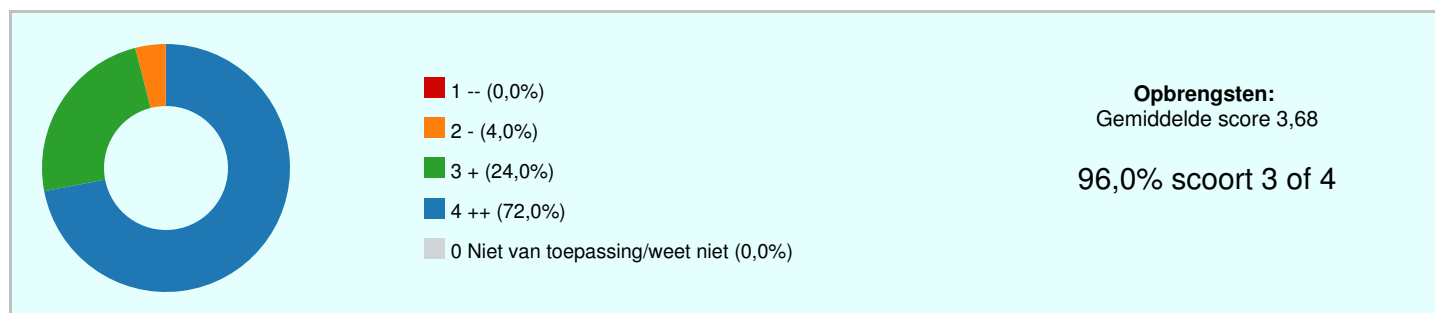 1 -- (0,0%)
2 - (4,0%)
3 + (24,0%)
4 ++ (72,0%)
0 Niet van toepassing/weet niet (0,0%)
Opbrengsten:
Gemiddelde score 3,68
96,0% scoort 3 of 4